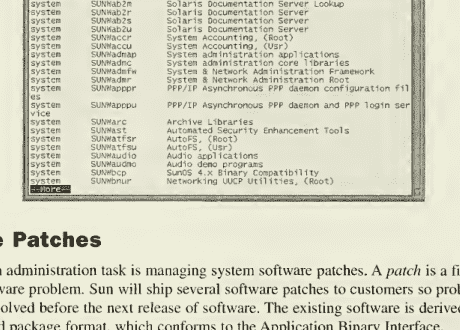 system SUNWab2m Solaris Documentation Server Lookup
system SUNWab2r Solaris Documentation Server
system SUNWab2s Solaris Documentation Server
system SUNWab2u Solaris Documentation Server
system SUNWaccr System Accounting, (Root)
system SUNWaccu System Accounting, (Usr)
system SUNWadmap System administration applications
system SUNWadmc System administration core libraries
system SUNWadmfw System & Network Administration Framework
system SUNWadmr System & Network Administration Root
system SUNWapppr PPP/IP Asynchronous PPP daemon configuration fil
es
system SUNWapppu PPP/IP Asynchronous PPP daemon and PPP login ser
vice
system SUNWarc Archive Libraries
system SUNWast Automated Security Enhancement Tools
system SUNWatfsr AutoFS, (Root)
system SUNWatfsu AutoFS, (Usr)
system SUNWaudio Audio applications
system SUNWaudmo Audio demo programs
system SUNWbcp SunOS 4.x Binary Compatibility
system SUNWbnur Networking UUCP Utilities, (Root)
--More--
e Patches
administration task is managing system software patches. A patch is a fi
ware problem. Sun will ship several software patches to customers so prob
olved before the next release of software. The existing software is derived
d package format, which conforms to the Application Binary Interface.